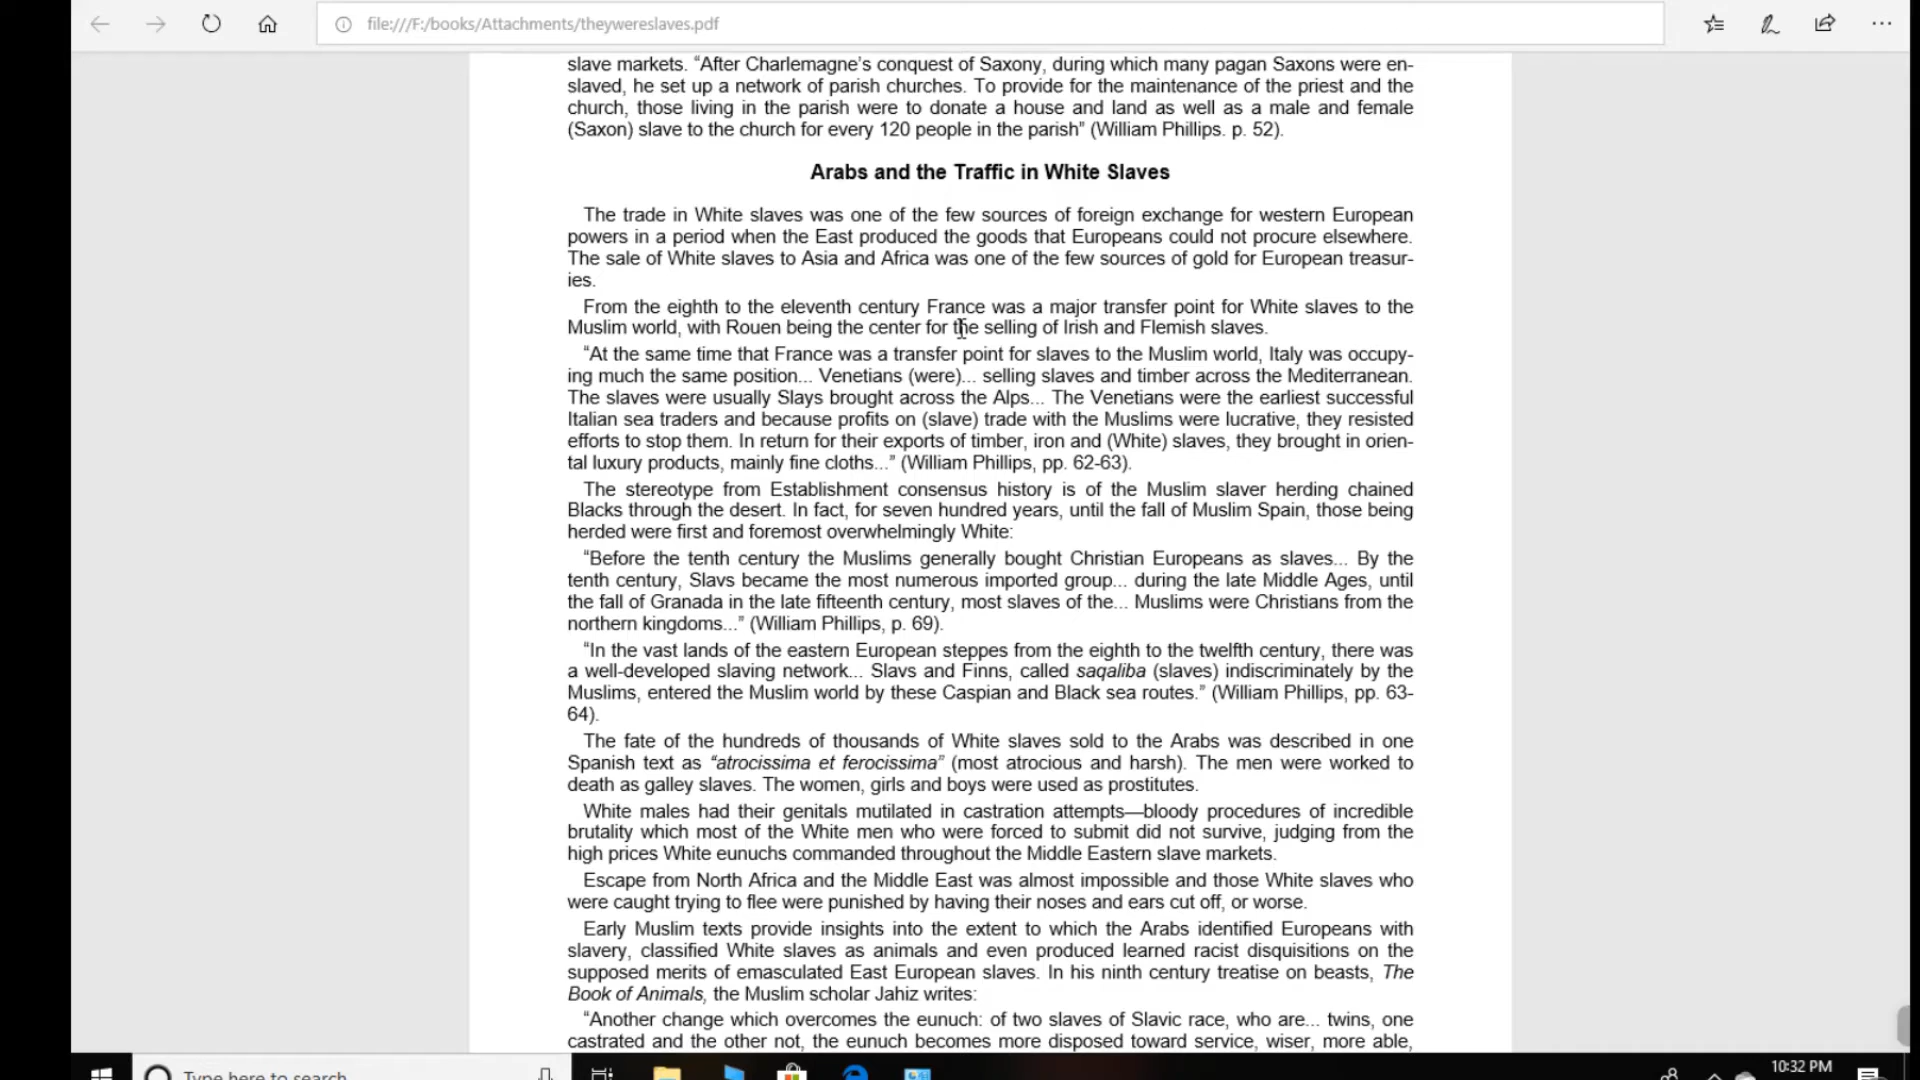 file:///F:/books/Attachments/theywereslaves.pdf
slave markets. “After Charlemagne’s conquest of Saxony, during which many pagan Saxons were en-
slaved, he set up a network of parish churches. To provide for the maintenance of the priest and the
church, those living in the parish were to donate a house and land as well as a male and female
(Saxon) slave to the church for every 120 people in the parish” (William Phillips. p. 52).
Arabs and the Traffic in White Slaves
The trade in White slaves was one of the few sources of foreign exchange for western European
powers in a period when the East produced the goods that Europeans could not procure elsewhere.
The sale of White slaves to Asia and Africa was one of the few sources of gold for European treasur-
ies.
From the eighth to the eleventh century France was a major transfer point for White slaves to the
Muslim world, with Rouen being the center for the selling of Irish and Flemish slaves.
“At the same time that France was a transfer point for slaves to the Muslim world, Italy was occupy-
ing much the same position... Venetians (were)... selling slaves and timber across the Mediterranean.
The slaves were usually Slays brought across the Alps... The Venetians were the earliest successful
Italian sea traders and because profits on (slave) trade with the Muslims were lucrative, they resisted
efforts to stop them. In return for their exports of timber, iron and (White) slaves, they brought in orien-
tal luxury products, mainly fine cloths...” (William Phillips, pp. 62-63).
The stereotype from Establishment consensus history is of the Muslim slaver herding chained
Blacks through the desert. In fact, for seven hundred years, until the fall of Muslim Spain, those being
herded were first and foremost overwhelmingly White:
“Before the tenth century the Muslims generally bought Christian Europeans as slaves... By the
tenth century, Slavs became the most numerous imported group... during the late Middle Ages, until
the fall of Granada in the late fifteenth century, most slaves of the... Muslims were Christians from the
northern kingdoms...” (William Phillips, p. 69).
“In the vast lands of the eastern European steppes from the eighth to the twelfth century, there was
a well-developed slaving network... Slavs and Finns, called saqaliba (slaves) indiscriminately by the
Muslims, entered the Muslim world by these Caspian and Black sea routes.” (William Phillips, pp. 63-
64).
The fate of the hundreds of thousands of White slaves sold to the Arabs was described in one
Spanish text as “atrocissima et ferocissima” (most atrocious and harsh). The men were worked to
death as galley slaves. The women, girls and boys were used as prostitutes.
White males had their genitals mutilated in castration attempts—bloody procedures of incredible
brutality which most of the White men who were forced to submit did not survive, judging from the
high prices White eunuchs commanded throughout the Middle Eastern slave markets.
Escape from North Africa and the Middle East was almost impossible and those White slaves who
were caught trying to flee were punished by having their noses and ears cut off, or worse.
Early Muslim texts provide insights into the extent to which the Arabs identified Europeans with
slavery, classified White slaves as animals and even produced learned racist disquisitions on the
supposed merits of emasculated East European slaves. In his ninth century treatise on beasts, The
Book of Animals, the Muslim scholar Jahiz writes:
“Another change which overcomes the eunuch: of two slaves of Slavic race, who are... twins, one
castrated and the other not, the eunuch becomes more disposed toward service, wiser, more able,
Type here to search
10:32 PM